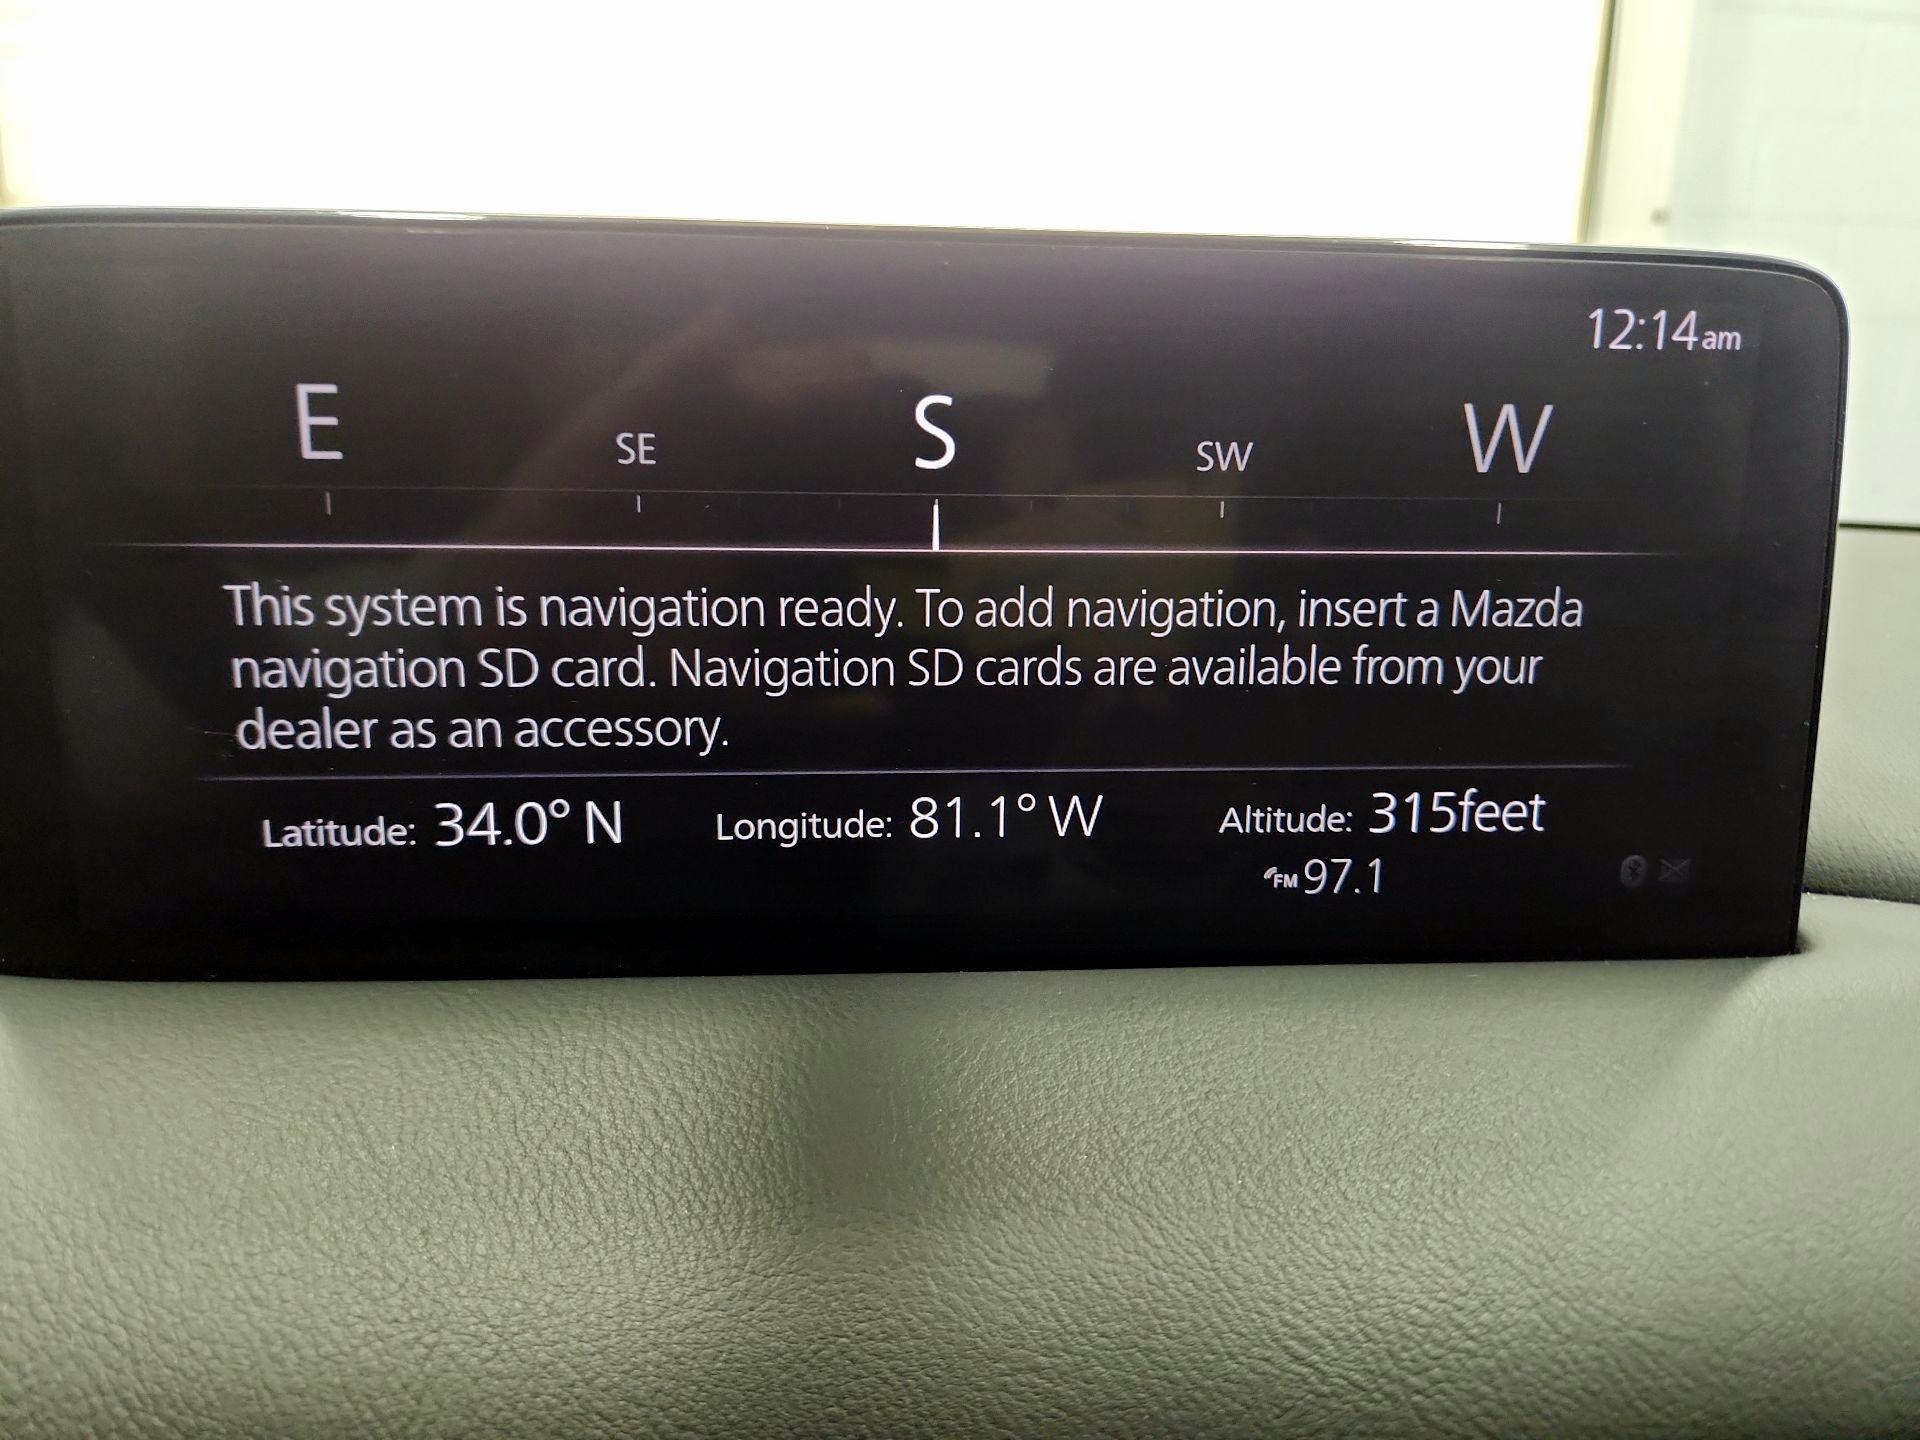 12:14am
E SE S SW W
This system is navigation ready. To add navigation, insert a Mazda
navigation SD card. Navigation SD cards are available from your
dealer as an accessory.
Latitude: 34.0° N Longitude: 81.1° W Altitude: 315feet
FM 97.1